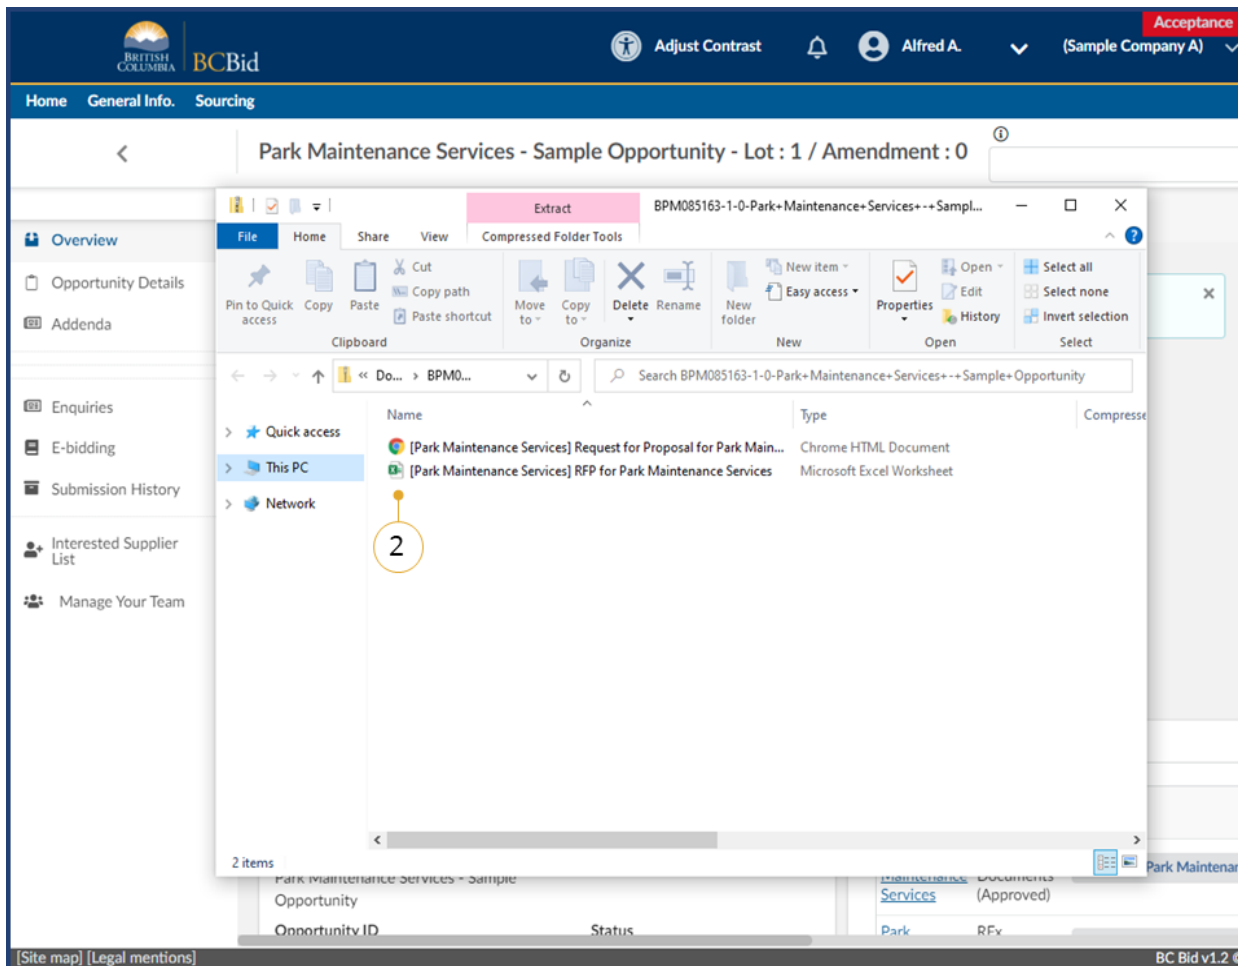 Acceptance
BRITISH COLUMBIA
BCBid
Adjust Contrast
Alfred A.
(Sample Company A)
Home General Info. Sourcing
Park Maintenance Services - Sample Opportunity - Lot : 1 / Amendment : 0
Overview
Opportunity Details
Addenda
Enquiries
E-bidding
Submission History
Interested Supplier
List
Manage Your Team
Extract
BPM085163-1-0-Park+Maintenance+Services+-+Sampl...
File Home Share View Compressed Folder Tools
Pin to Quick access
Copy
Paste
Cut
Copy path
Paste shortcut
Clipboard
Move to
Copy to
Delete
Rename
Organize
New folder
New item
Easy access
New
Properties
Open
Edit
History
Open
Select all
Select none
Invert selection
Select
« Do... > BPM0...
Search BPM085163-1-0-Park+Maintenance+Services+-+Sample+Opportunity
Quick access
This PC
Network
Name Type Compresse
[Park Maintenance Services] Request for Proposal for Park Main... Chrome HTML Document
[Park Maintenance Services] RFP for Park Maintenance Services Microsoft Excel Worksheet
2
2 items
Park Maintenance Services - Sample
Opportunity
Opportunity ID Status
Maintenance Documents
Services (Approved)
Park Maintenar
Park RFx
[Site map] [Legal mentions]
BC Bid v1.2 ©